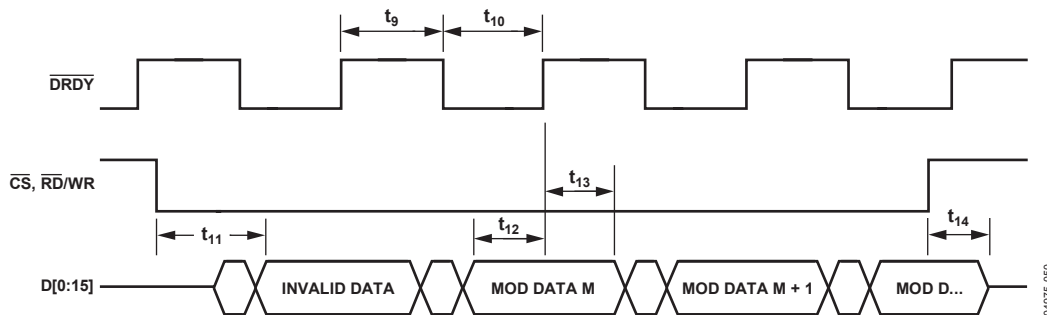 t9
t10
DRDY
CS, RD/WR
t13
t11
t12
t14
D[0:15]
INVALID DATA
MOD DATA M
MOD DATA M + 1
MOD D...